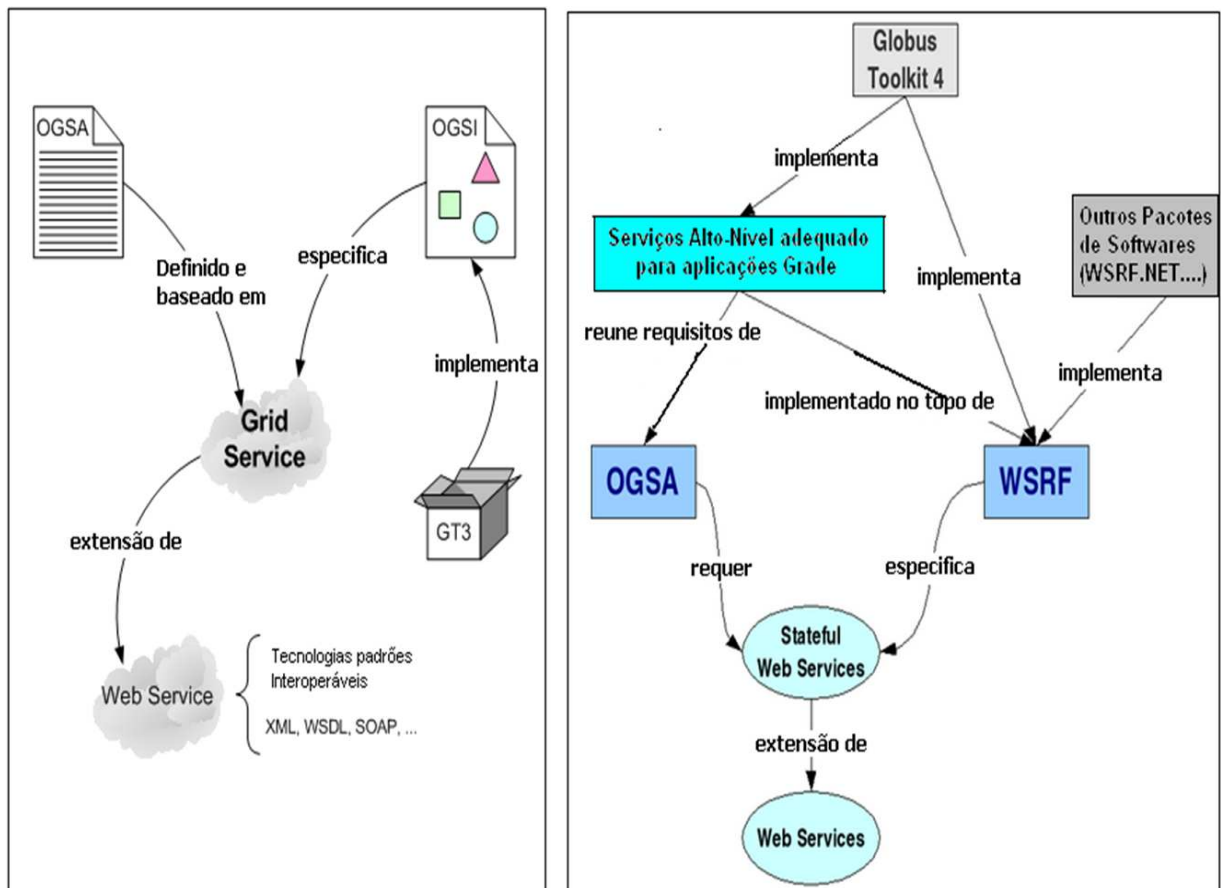 OGSA
OGSI
Definido e
baseado em
especifica
implementa
Grid
Service
GT3
extensão de
Web Service
Tecnologias padrões
Interoperáveis
XML, WSDL, SOAP, ...
Globus
Toolkit 4
implementa
Serviços Alto-Nível adequado
para aplicações Grade
implementa
Outros Pacotes
de Softwares
(WSRF.NET....)
reune requisitos de
implementado no topo de
implementa
OGSA
WSRF
requer
especifica
Stateful
Web Services
extensão de
Web Services